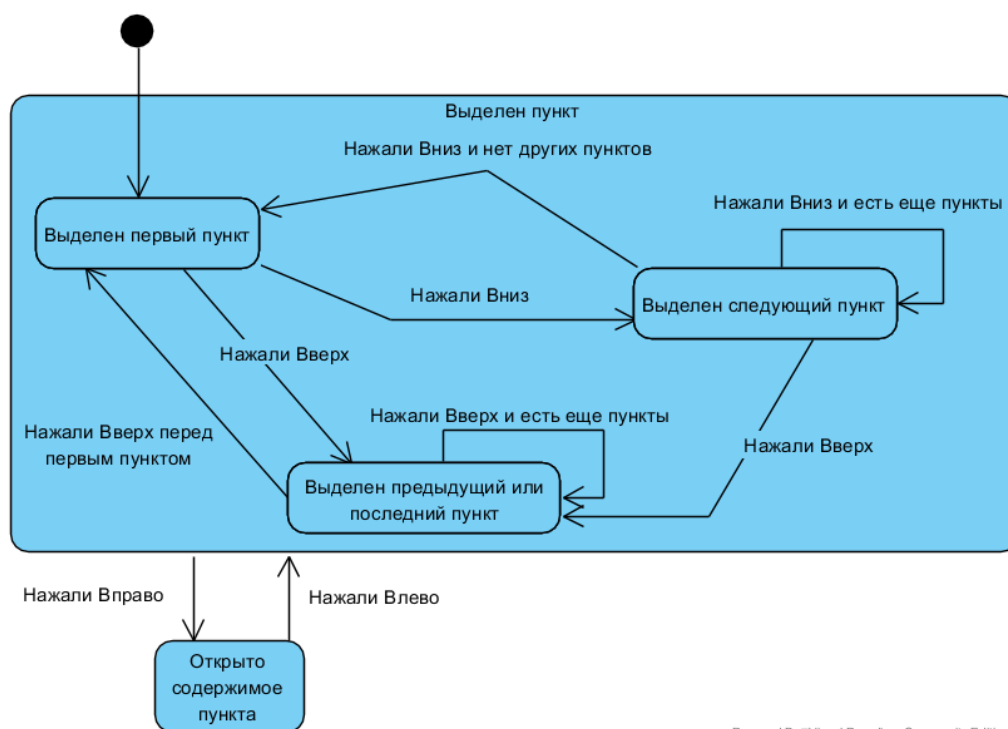 Выделен пункт
Нажали Вниз и нет других пунктов
Нажали Вниз и есть еще пункты
Выделен первый пункт
Нажали Вниз
Выделен следующий пункт
Нажали Вверх
Нажали Вверх и есть еще пункты
Нажали Вверх перед
первым пунктом
Нажали Вверх
Выделен предыдущий или
последний пункт
Нажали Вправо
Нажали Влево
Открыто
содержимое
пункта